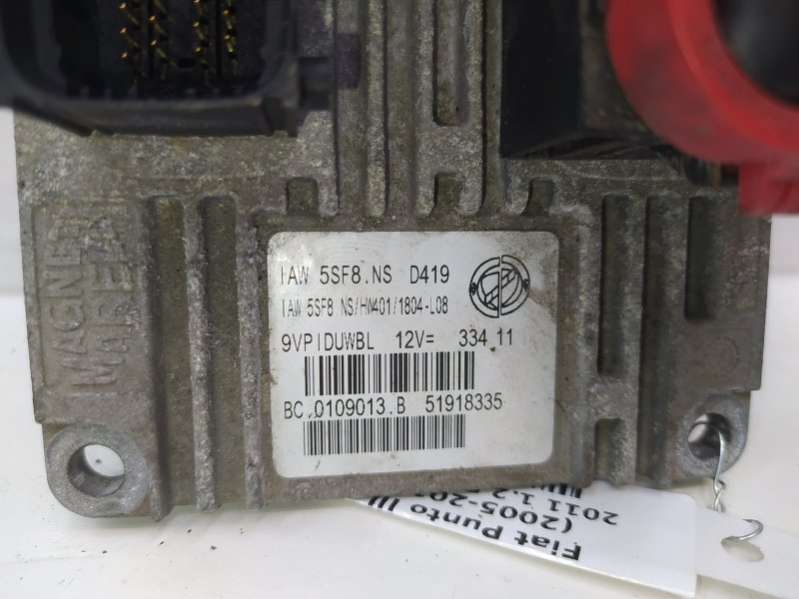 MAGNETI
MARELLI
IAW 5SF8.NS D419
IAW 5SF8 NS/HW401/1804-L08
9VPIDUWBL 12V= 334.11
BC.0109013.B 51918335
Fiat Punto III
(2005-20
2011 1.2